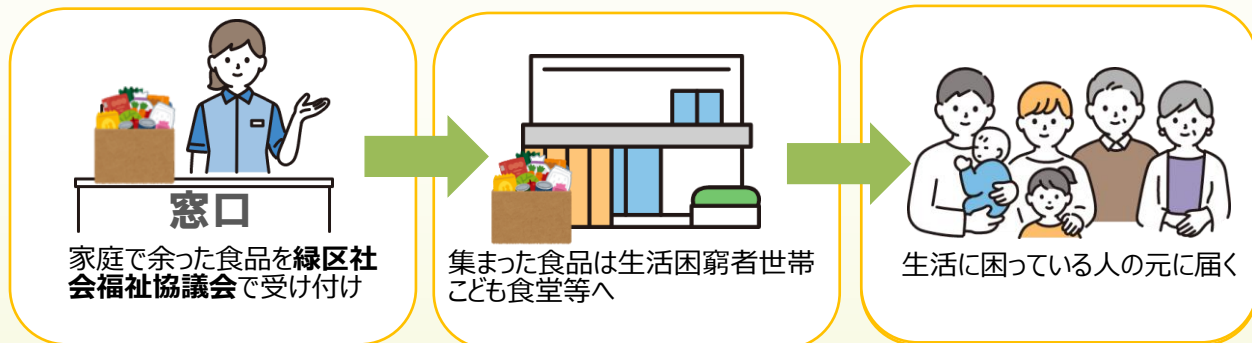 窓口
家庭で余った食品を緑区社
会福祉協議会で受け付け
集まった食品は生活困窮者世帯
こども食堂等へ
生活に困っている人の元に届く